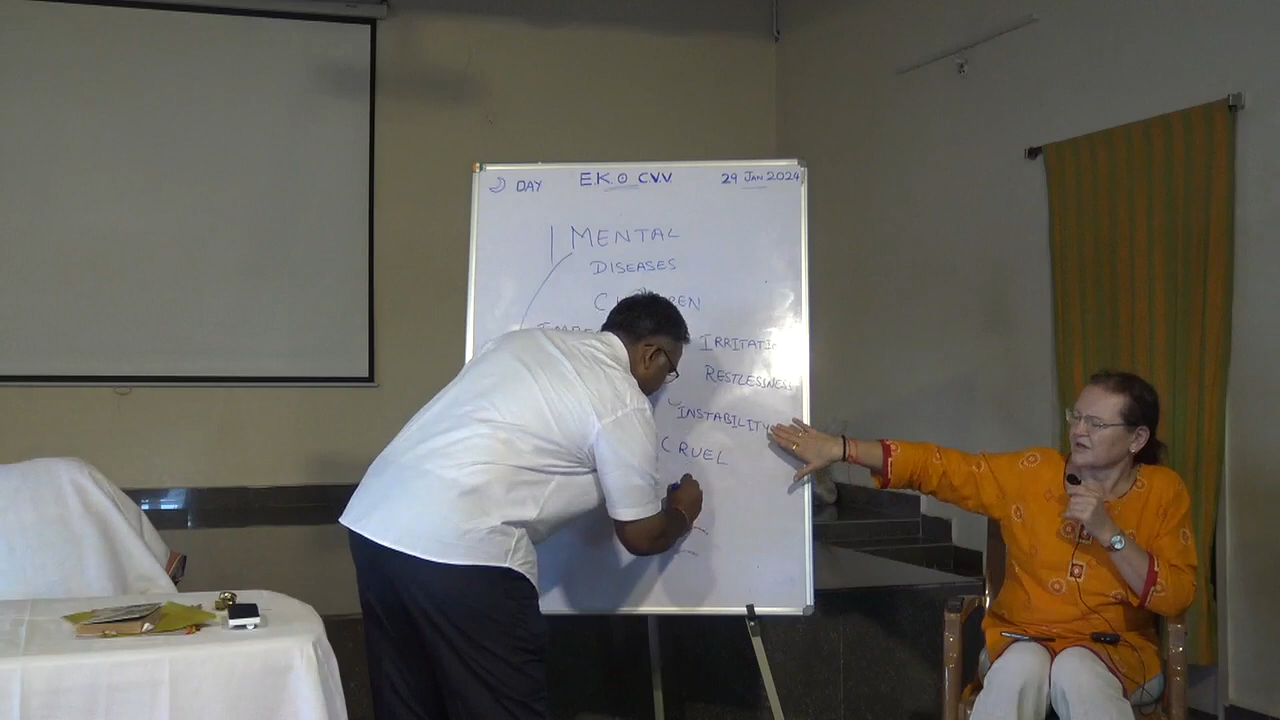 DAY E.K. ⊙ C.V.V. 29 JAN 2024
MENTAL
DISEASES
IRRITATIO
RESTLESSNESS
INSTABILITY
CRUEL